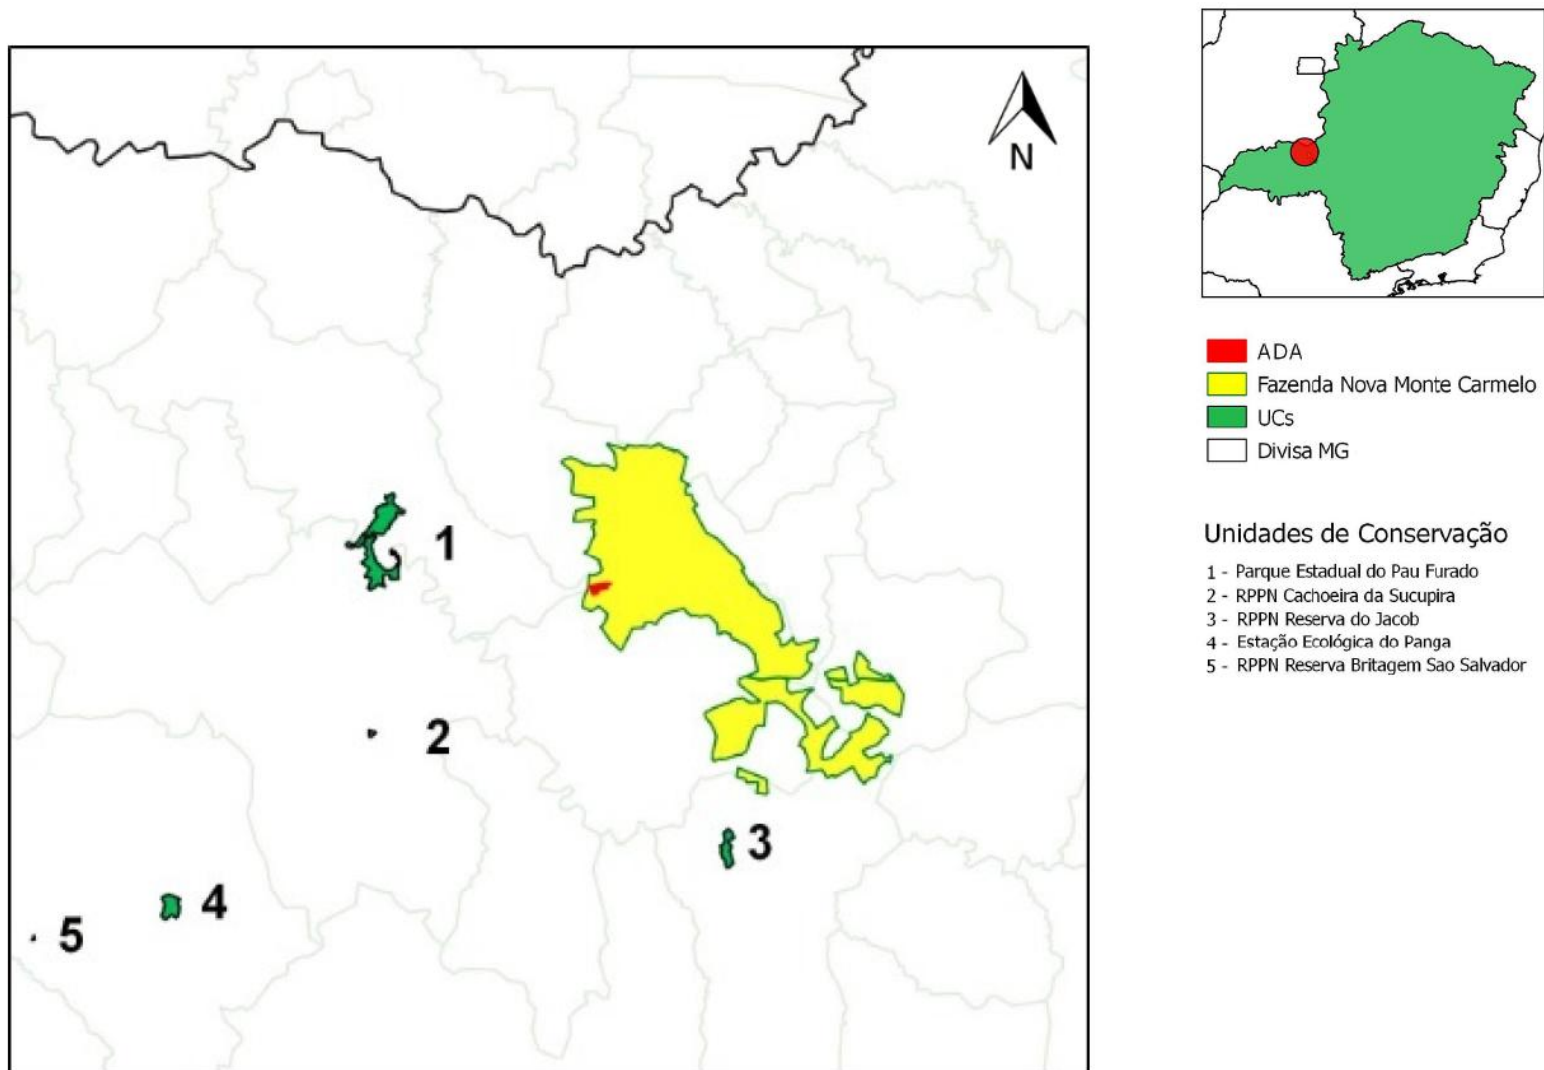 N
1
2
3
4
5
ADA
Fazenda Nova Monte Carmelo
UCs
Divisa MG
Unidades de Conservação
1 - Parque Estadual do Pau Furado
2 - RPPN Cachoeira da Sucupira
3 - RPPN Reserva do Jacob
4 - Estação Ecológica do Panga
5 - RPPN Reserva Britagem Sao Salvador